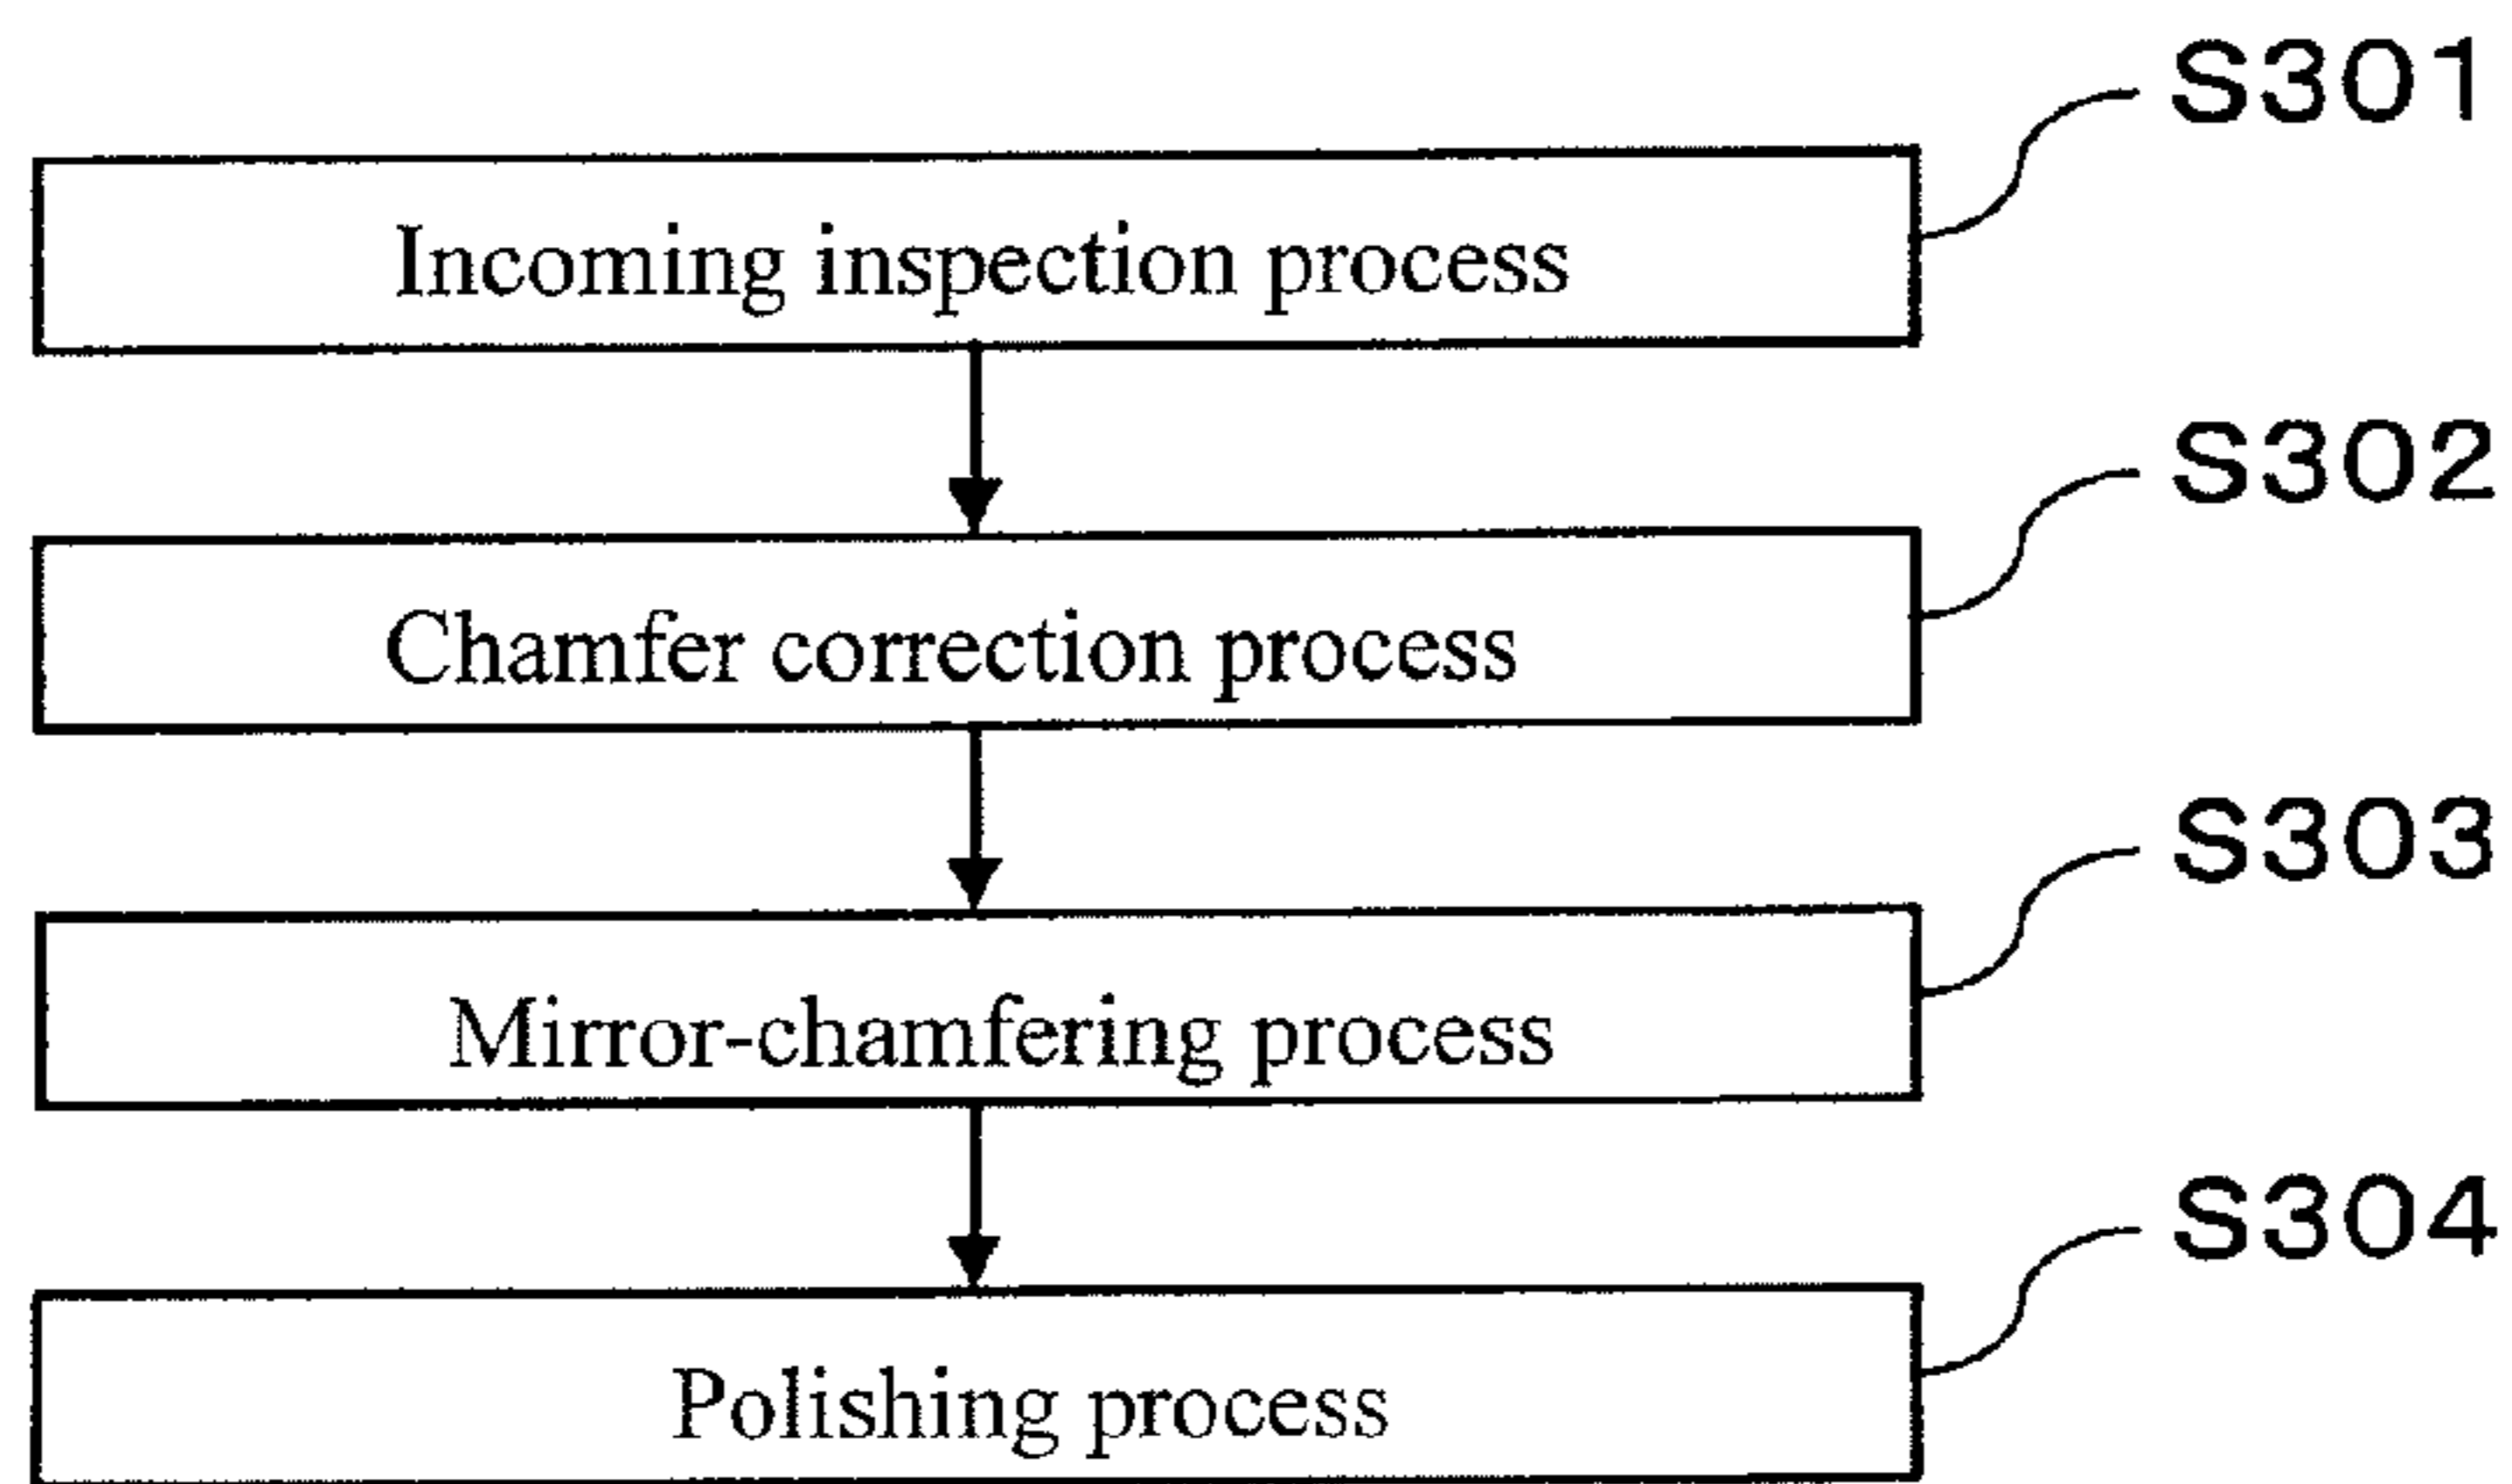 S301
Incoming inspection process
S302
Chamfer correction process
S303
Mirror-chamfering process
S304
Polishing process